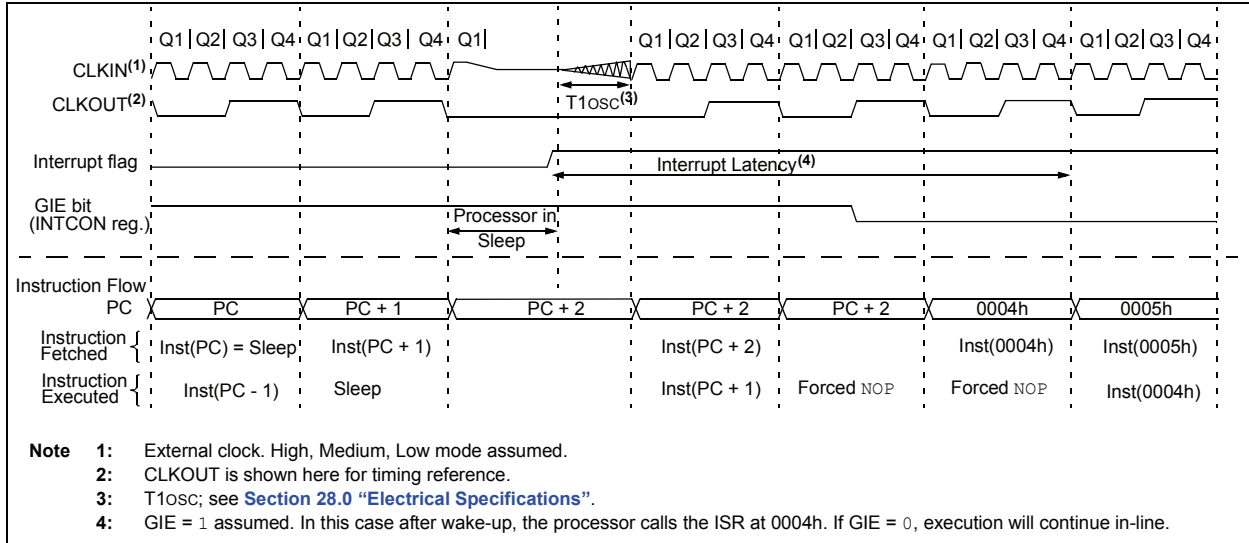 Q1| Q2| Q3| Q4 Q1| Q2| Q3| Q4 Q1| Q1| Q2| Q3| Q4 Q1| Q2| Q3| Q4 Q1| Q2| Q3| Q4 Q1| Q2| Q3| Q4
CLKIN(1)
CLKOUT(2)
T1OSC(3)
Interrupt flag
Interrupt Latency(4)
GIE bit
(INTCON reg.)
Processor in
Sleep
Instruction Flow
PC PC PC + 1 PC + 2 PC + 2 PC + 2 0004h 0005h
Instruction
Fetched
Inst(PC) = Sleep Inst(PC + 1) Inst(PC + 2) Inst(0004h) Inst(0005h)
Instruction
Executed
Inst(PC - 1) Sleep Inst(PC + 1) Forced NOP Forced NOP Inst(0004h)
Note 1: External clock. High, Medium, Low mode assumed.
2: CLKOUT is shown here for timing reference.
3: T1OSC; see Section 28.0 “Electrical Specifications”.
4: GIE = 1 assumed. In this case after wake-up, the processor calls the ISR at 0004h. If GIE = 0, execution will continue in-line.